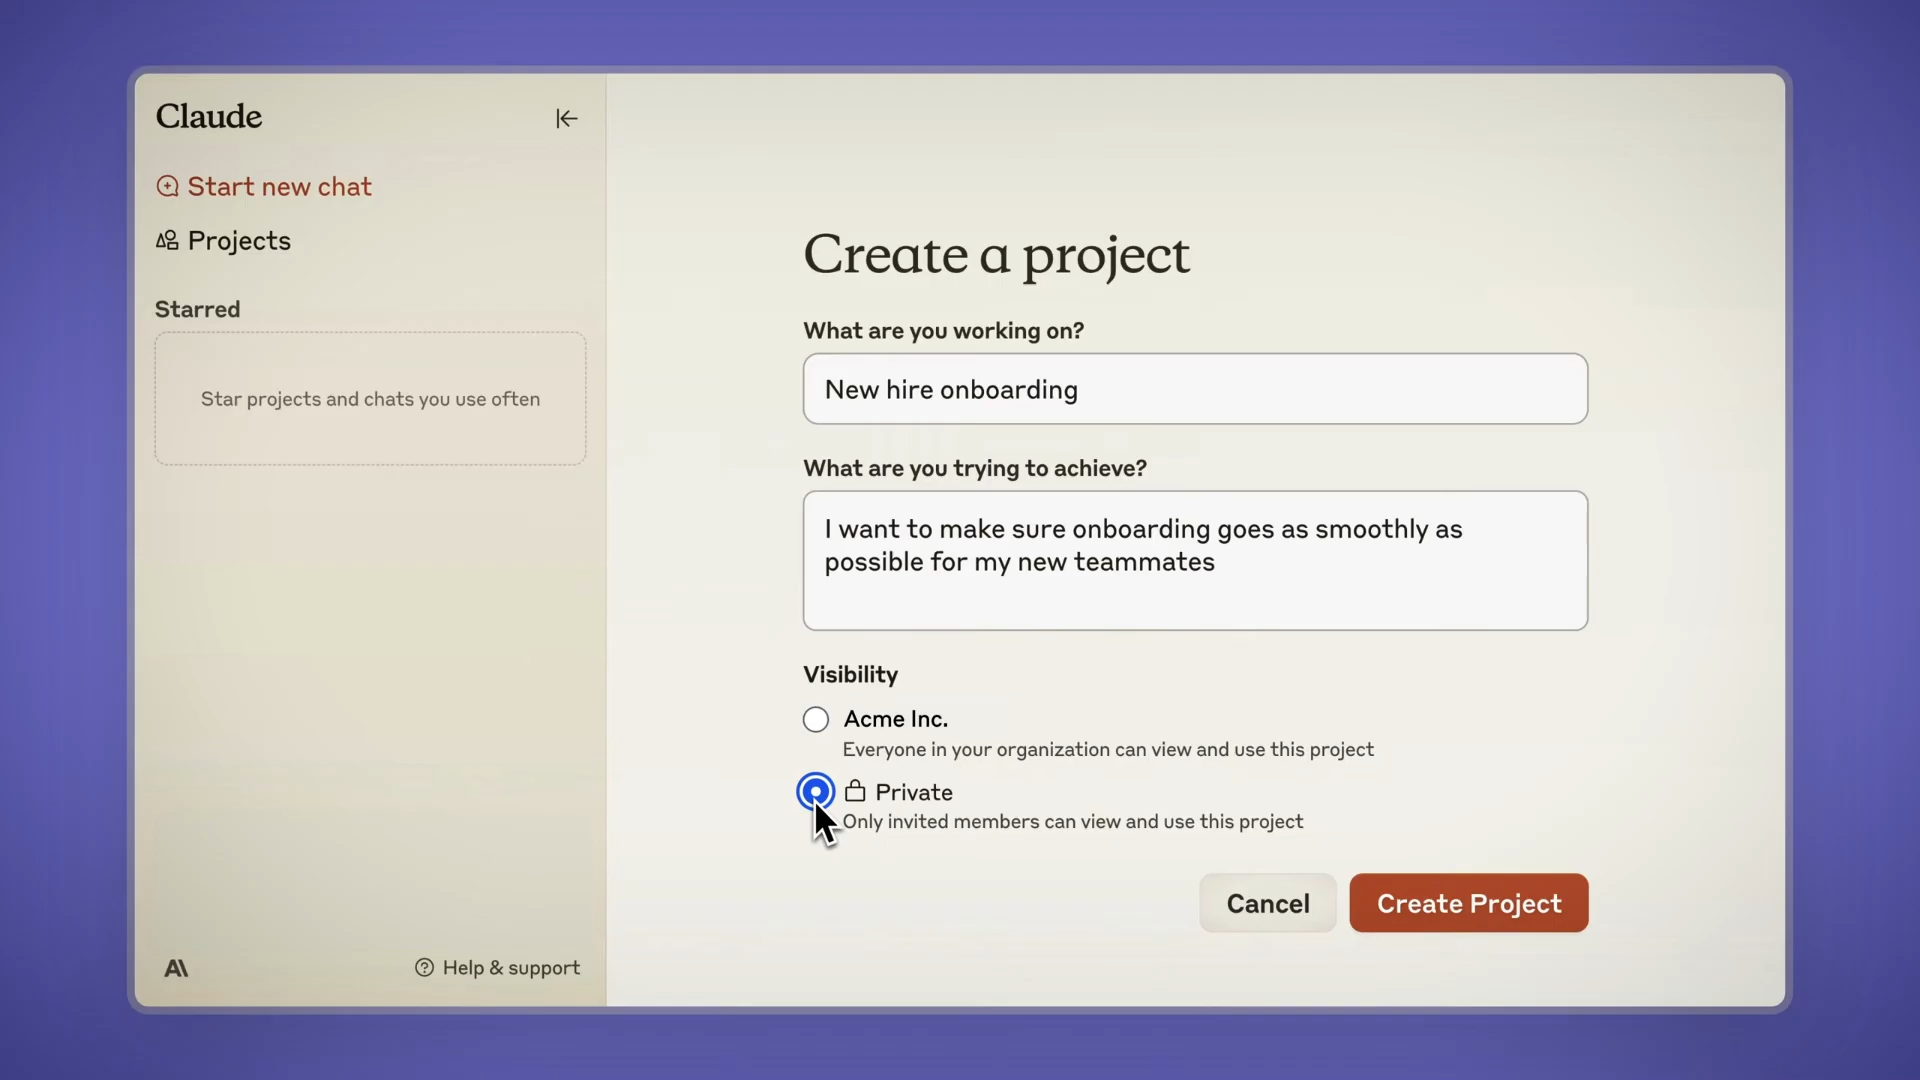 Claude
Start new chat
Projects
Starred
Star projects and chats you use often
Help & support
Create a project
What are you working on?
New hire onboarding
What are you trying to achieve?
I want to make sure onboarding goes as smoothly as
possible for my new teammates
Visibility
Acme Inc.
Everyone in your organization can view and use this project
Private
Only invited members can view and use this project
Cancel
Create Project